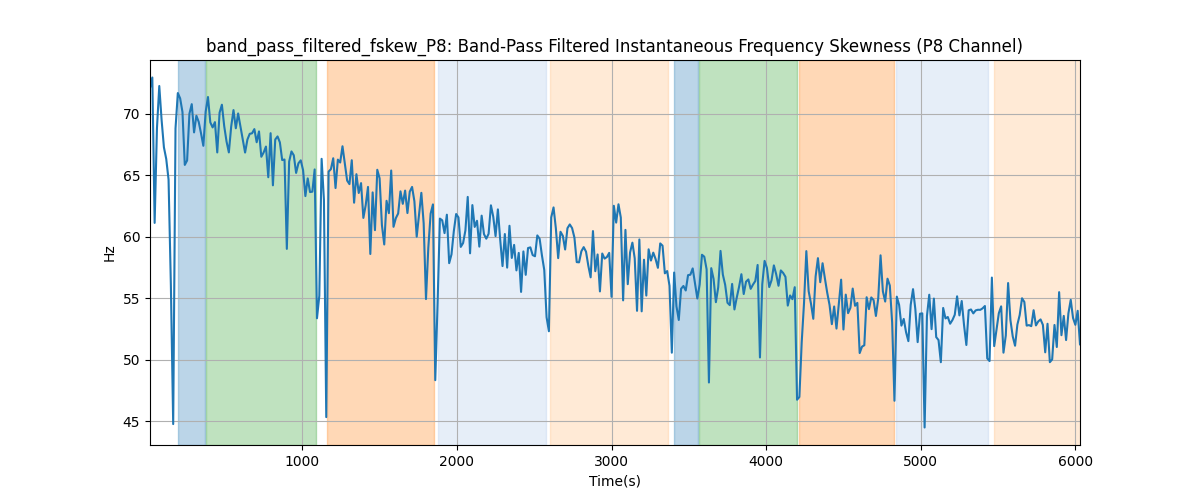 band_pass_filtered_fskew_P8: Band-Pass Filtered Instantaneous Frequency Skewness (P8 Channel)
Hz
70
65
60
55
50
45
1000 2000 3000 4000 5000 6000
Time(s)